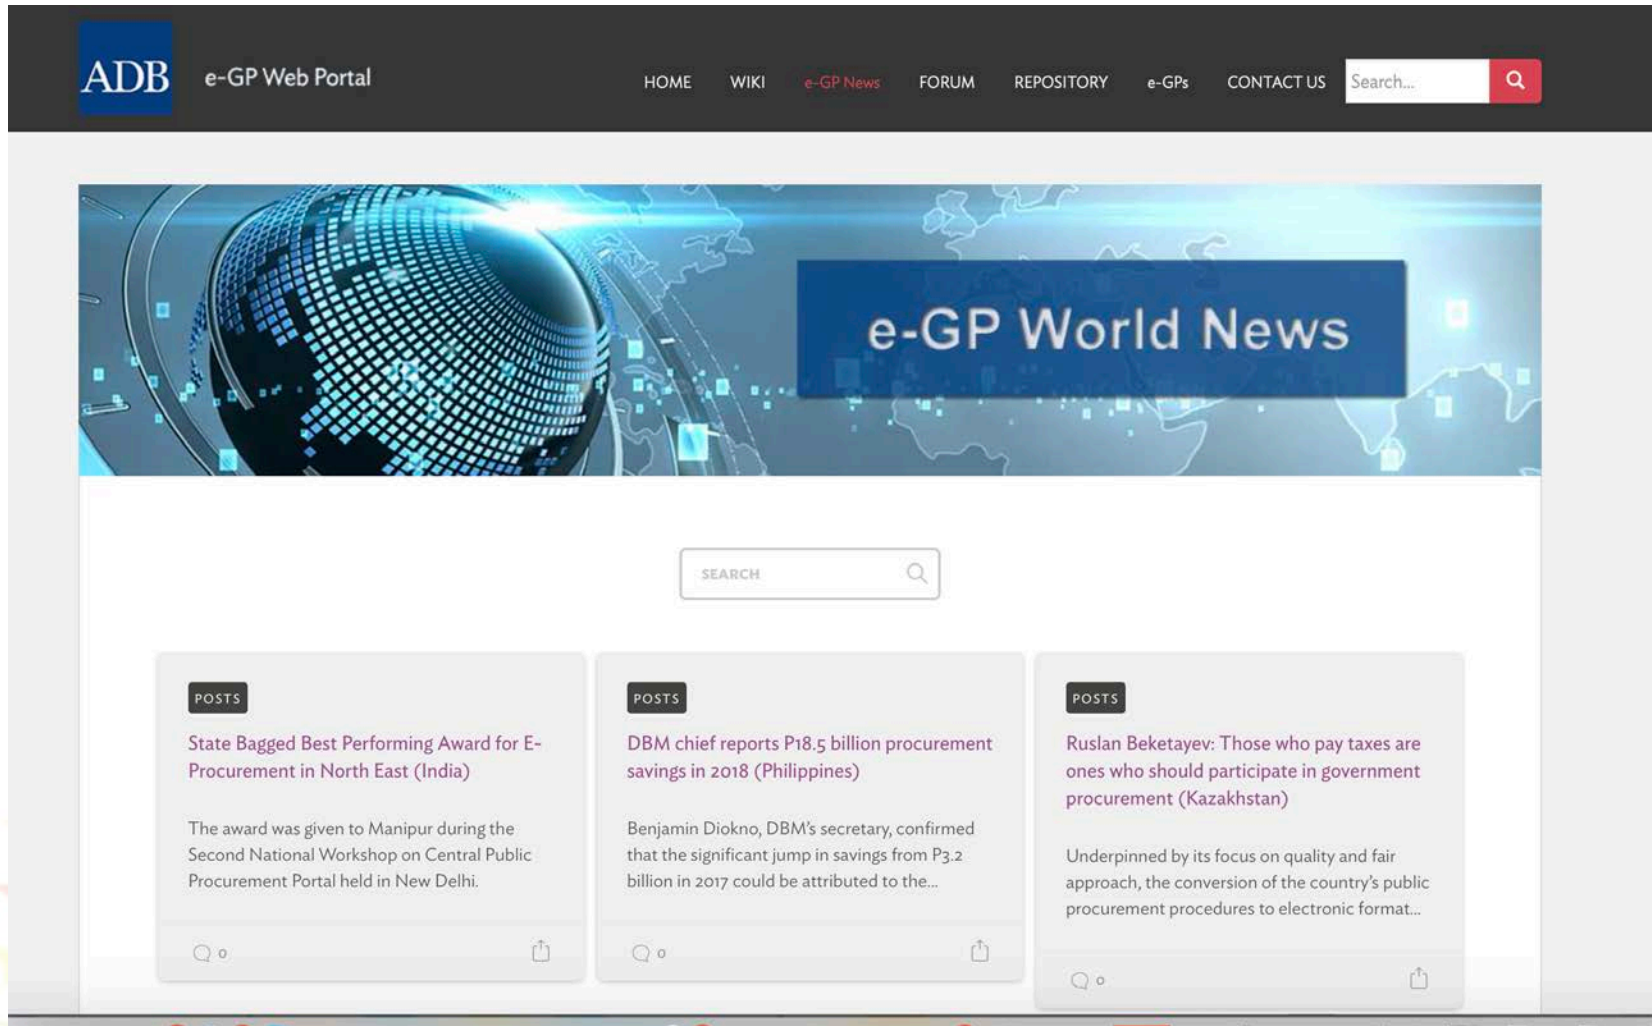 ADB
e-GP Web Portal
HOME WIKI e-GP News FORUM REPOSITORY e-GPs CONTACT US Search...
e-GP World News
SEARCH
POSTS
State Bagged Best Performing Award for E-
Procurement in North East (India)
The award was given to Manipur during the
Second National Workshop on Central Public
Procurement Portal held in New Delhi.
0
POSTS
DBM chief reports P18.5 billion procurement
savings in 2018 (Philippines)
Benjamin Diokno, DBM's secretary, confirmed
that the significant jump in savings from P3.2
billion in 2017 could be attributed to the...
0
POSTS
Ruslan Beketayev: Those who pay taxes are
ones who should participate in government
procurement (Kazakhstan)
Underpinned by its focus on quality and fair
approach, the conversion of the country's public
procurement procedures to electronic format...
0